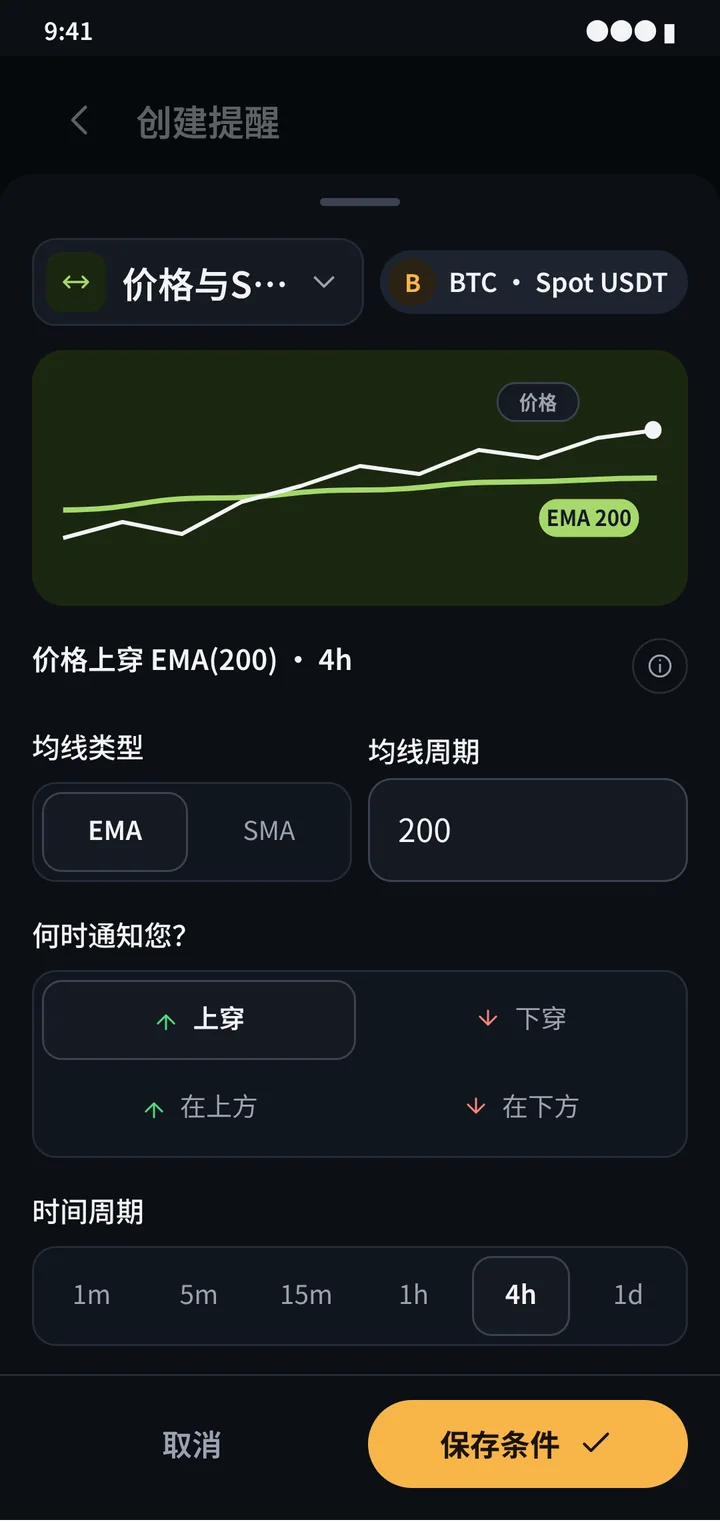 9:41
创建提醒
价格与S…
B BTC • Spot USDT
价格
EMA 200
价格上穿 EMA(200) • 4h
均线类型 均线周期
EMA SMA 200
何时通知您?
上穿 下穿
在上方 在下方
时间周期
1m 5m 15m 1h 4h 1d
取消 保存条件